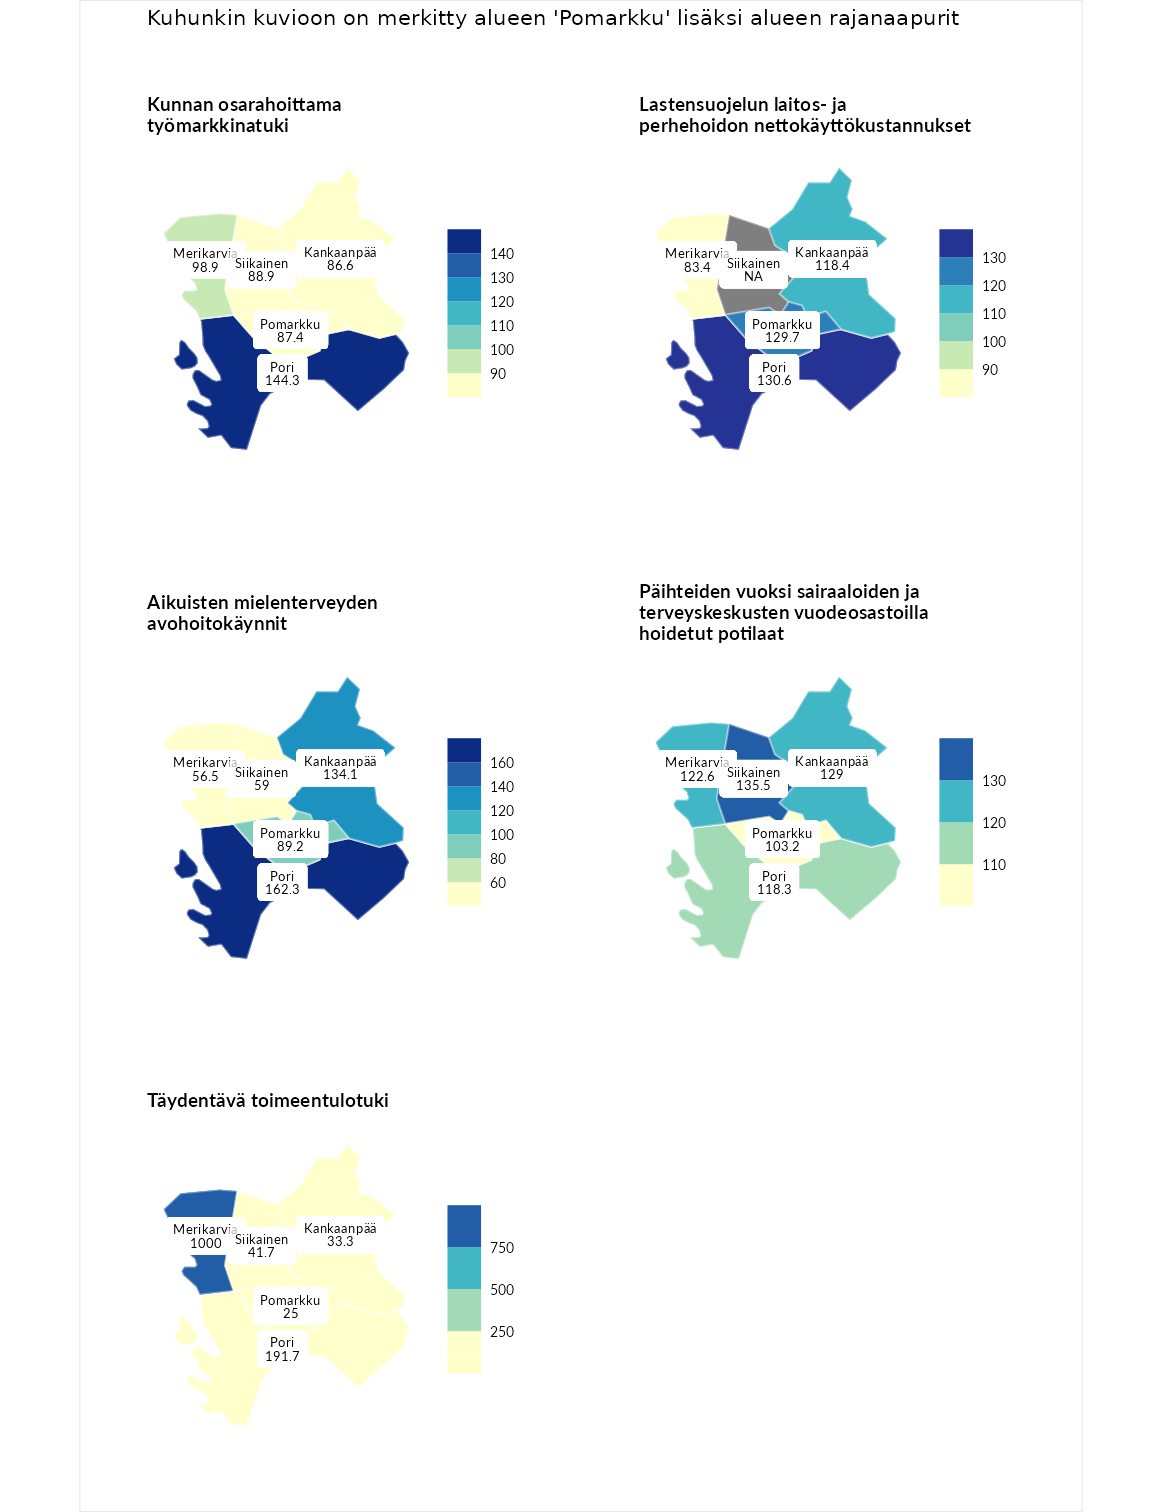 Kuhunkin kuvioon on merkitty alueen 'Pomarkku' lisäksi alueen rajanaapurit
Kunnan osarahoittama
työmarkkinatuki
Merikarvia
98.9
Siikainen
88.9
Kankaanpää
86.6
Pomarkku
87.4
Pori
144.3
140
130
120
110
100
90
Lastensuojelun laitos- ja
perhehoidon nettokäyttökustannukset
Merikarvia
83.4
Siikainen
NA
Kankaanpää
118.4
Pomarkku
129.7
Pori
130.6
130
120
110
100
90
Aikuisten mielenterveyden
avohoitokäynnit
Merikarvia
56.5
Siikainen
59
Kankaanpää
134.1
Pomarkku
89.2
Pori
162.3
160
140
120
100
80
60
Päihteiden vuoksi sairaaloiden ja
terveyskeskusten vuodeosastoilla
hoidetut potilaat
Merikarvia
122.6
Siikainen
135.5
Kankaanpää
129
Pomarkku
103.2
Pori
118.3
130
120
110
Täydentävä toimeentulotuki
Merikarvia
1000
Siikainen
41.7
Kankaanpää
33.3
Pomarkku
25
Pori
191.7
750
500
250